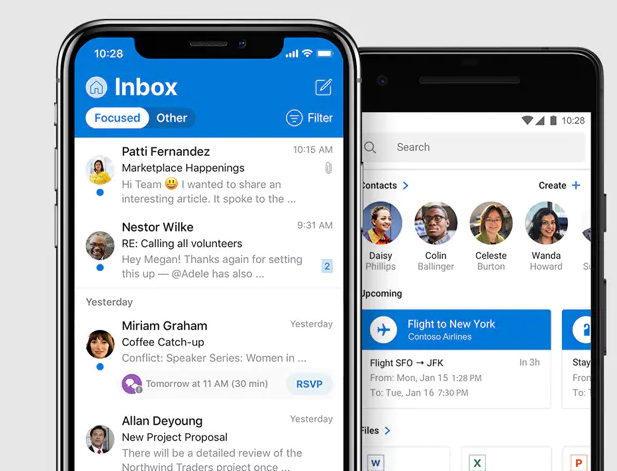 10:28
Inbox
Focused Other
Filter
Patti Fernandez 10:15 AM
Marketplace Happenings
Hi Team 😀 I wanted to share an
interesting article. It spoke to the ...
Nestor Wilke 9:31 AM
RE: Calling all volunteers
Hey Megan! Thanks again for setting
this up — @Adele has also ... 2
Yesterday
Miriam Graham Yesterday
Coffee Catch-up
Conflict: Speaker Series: Women in ...
Tomorrow at 11 AM (30 min) RSVP
Allan Deyoung Yesterday
New Project Proposal
There will be a detailed review of the
Northwind Traders project once ...
10:28
Search
Contacts Create +
Daisy Colin Celeste Wanda
Phillips Ballinger Burton Howard
Upcoming
Flight to New York
Contoso Airlines
Flight SFO → JFK In 3h
From: Mon, Jan 15 1:28 PM
To: Tue, Jan 16 7:30 PM
Stay
Files
W X P